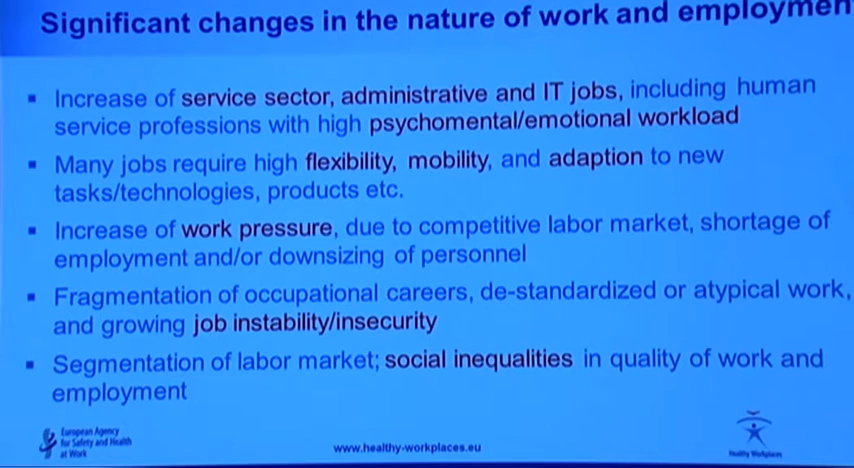 Significant changes in the nature of work and employmen
▪ Increase of service sector, administrative and IT jobs, including human
service professions with high psychomental/emotional workload
▪ Many jobs require high flexibility, mobility, and adaption to new
tasks/technologies, products etc.
▪ Increase of work pressure, due to competitive labor market, shortage of
employment and/or downsizing of personnel
▪ Fragmentation of occupational careers, de-standardized or atypical work,
and growing job instability/insecurity
▪ Segmentation of labor market; social inequalities in quality of work and
employment
European Agency
for Safety and Health
at Work
www.healthy-workplaces.eu
Healthy Workplaces